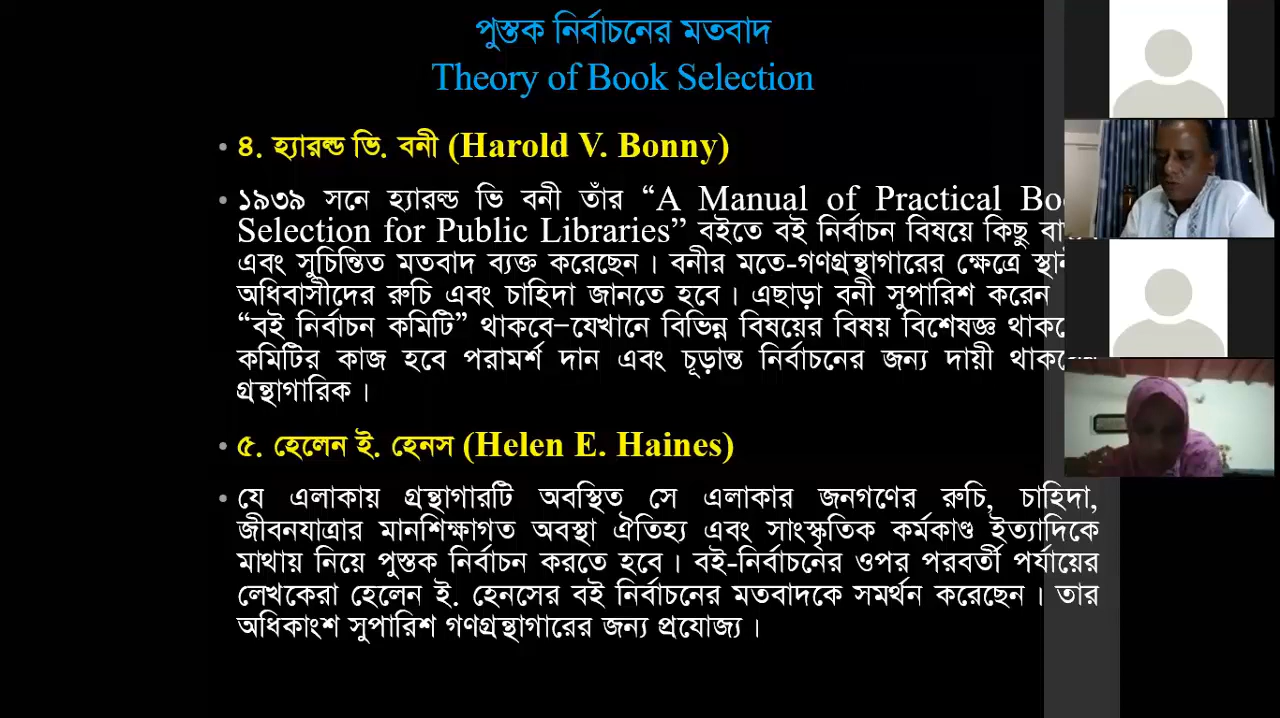 পুস্তক নির্বাচনের মতবাদ
Theory of Book Selection
৪. হ্যারল্ড ভি. বনী (Harold V. Bonny)
১৯৩৯ সনে হ্যারল্ড ভি বনী তাঁর “A Manual of Practical
Selection for Public Libraries” বইতে বই নির্বাচন বিষয়ে কিছু
এবং সুচিন্তিত মতবাদ ব্যক্ত করেছেন। বনীর মতে-গণগ্রন্থাগারের ক্ষেত্রে
অধিবাসীদের রুচি এবং চাহিদা জানতে হবে। এছাড়া বনী সুপারিশ করেন
“বই নির্বাচন কমিটি” থাকবে–যেখানে বিভিন্ন বিষয়ের বিষয় বিশেষজ্ঞ
কমিটির কাজ হবে পরামর্শ দান এবং চূড়ান্ত নির্বাচনের জন্য দায়ী
গ্রন্থাগারিক।
৫. হেলেন ই. হেনস (Helen E. Haines)
যে এলাকায় গ্রন্থাগারটি অবস্থিত সে এলাকার জনগণের রুচি, চাহিদা,
জীবনযাত্রার মানশিক্ষাগত অবস্থা ঐতিহ্য এবং সাংস্কৃতিক কর্মকাণ্ড ইত্যাদিকে
মাথায় নিয়ে পুস্তক নির্বাচন করতে হবে। বই-নির্বাচনের ওপর পরবর্তী পর্যায়ের
লেখকেরা হেলেন ই. হেনসের বই নির্বাচনের মতবাদকে সমর্থন করেছেন। তার
অধিকাংশ সুপারিশ গণগ্রন্থাগারের জন্য প্রযোজ্য।